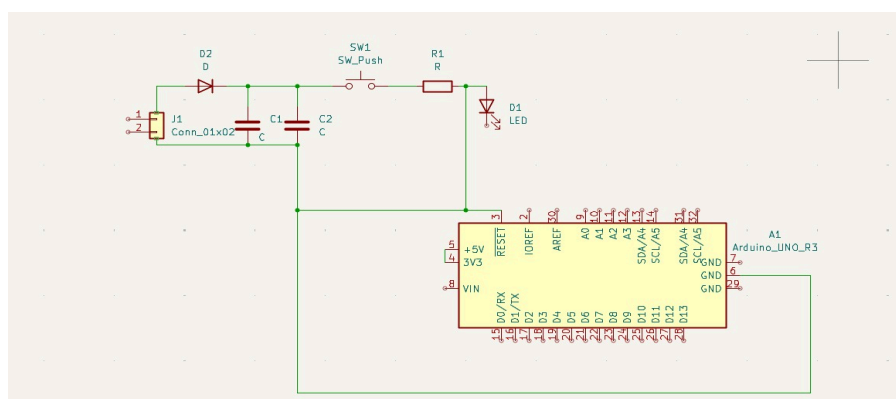 D2
D
SW1
SW_Push
R1
R
1
2
J1
Conn_01x02
C1
C
C2
C
D1
LED
3
2
30
9
10
11
12
13
14
31
32
RESET
IOREF
AREF
A0
A1
A2
A3
SDA/A4
SCL/A5
SDA/A4
SCL/A5
A1
Arduino_UNO_R3
5
+5V
4
3V3
8
VIN
GND
7
GND
6
GND
29
D0/RX
D1/TX
D2
D3
D4
D5
D6
D7
D8
D9
D10
D11
D12
D13
15
16
17
18
19
20
21
22
23
24
25
26
27
28